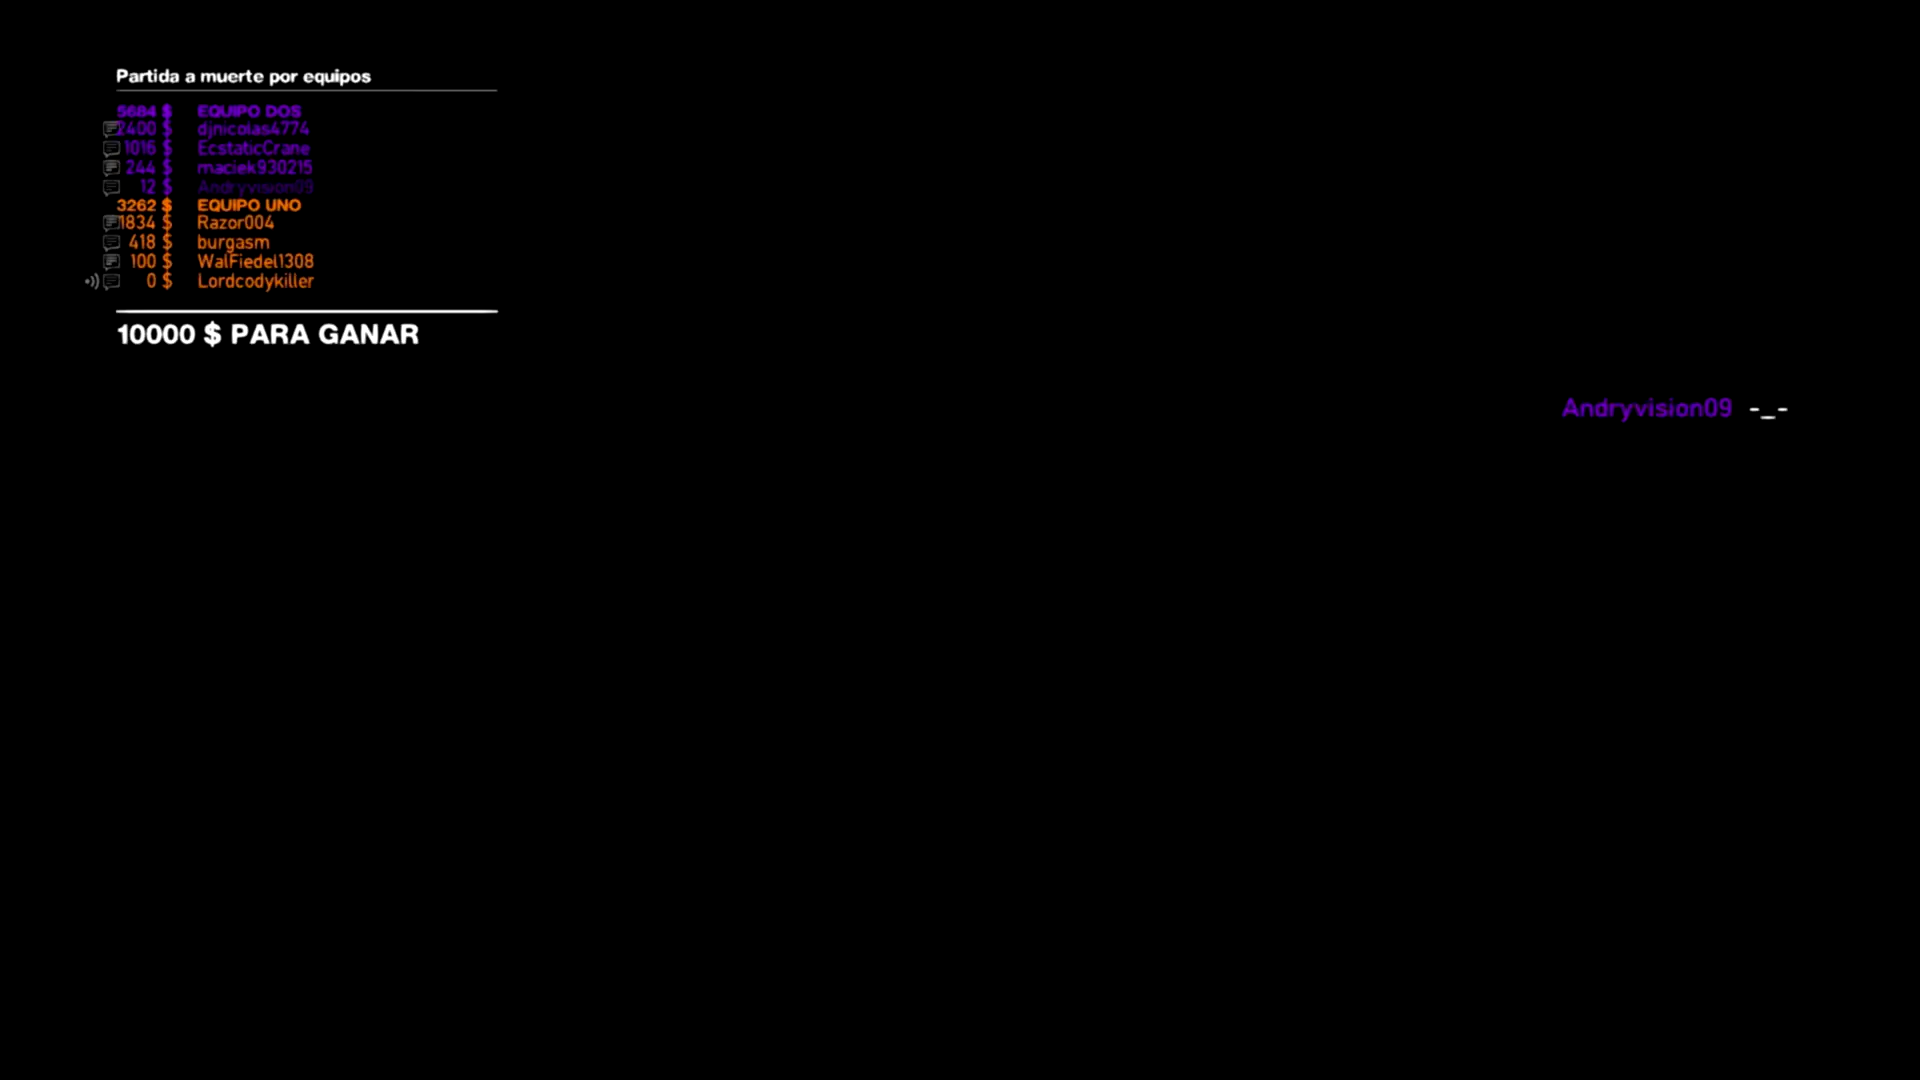 Partida a muerte por equipos
5684 $ EQUIPO DOS
2400 $ djnicolas4774
1016 $ EcstaticCrane
244 $ maciek930215
12 $ Andryvision09
3262 $ EQUIPO UNO
1834 $ Razor004
418 $ burgasm
100 $ WalFiedel1308
0 $ Lordcodykiller
10000 $ PARA GANAR
Andryvision09 -_-